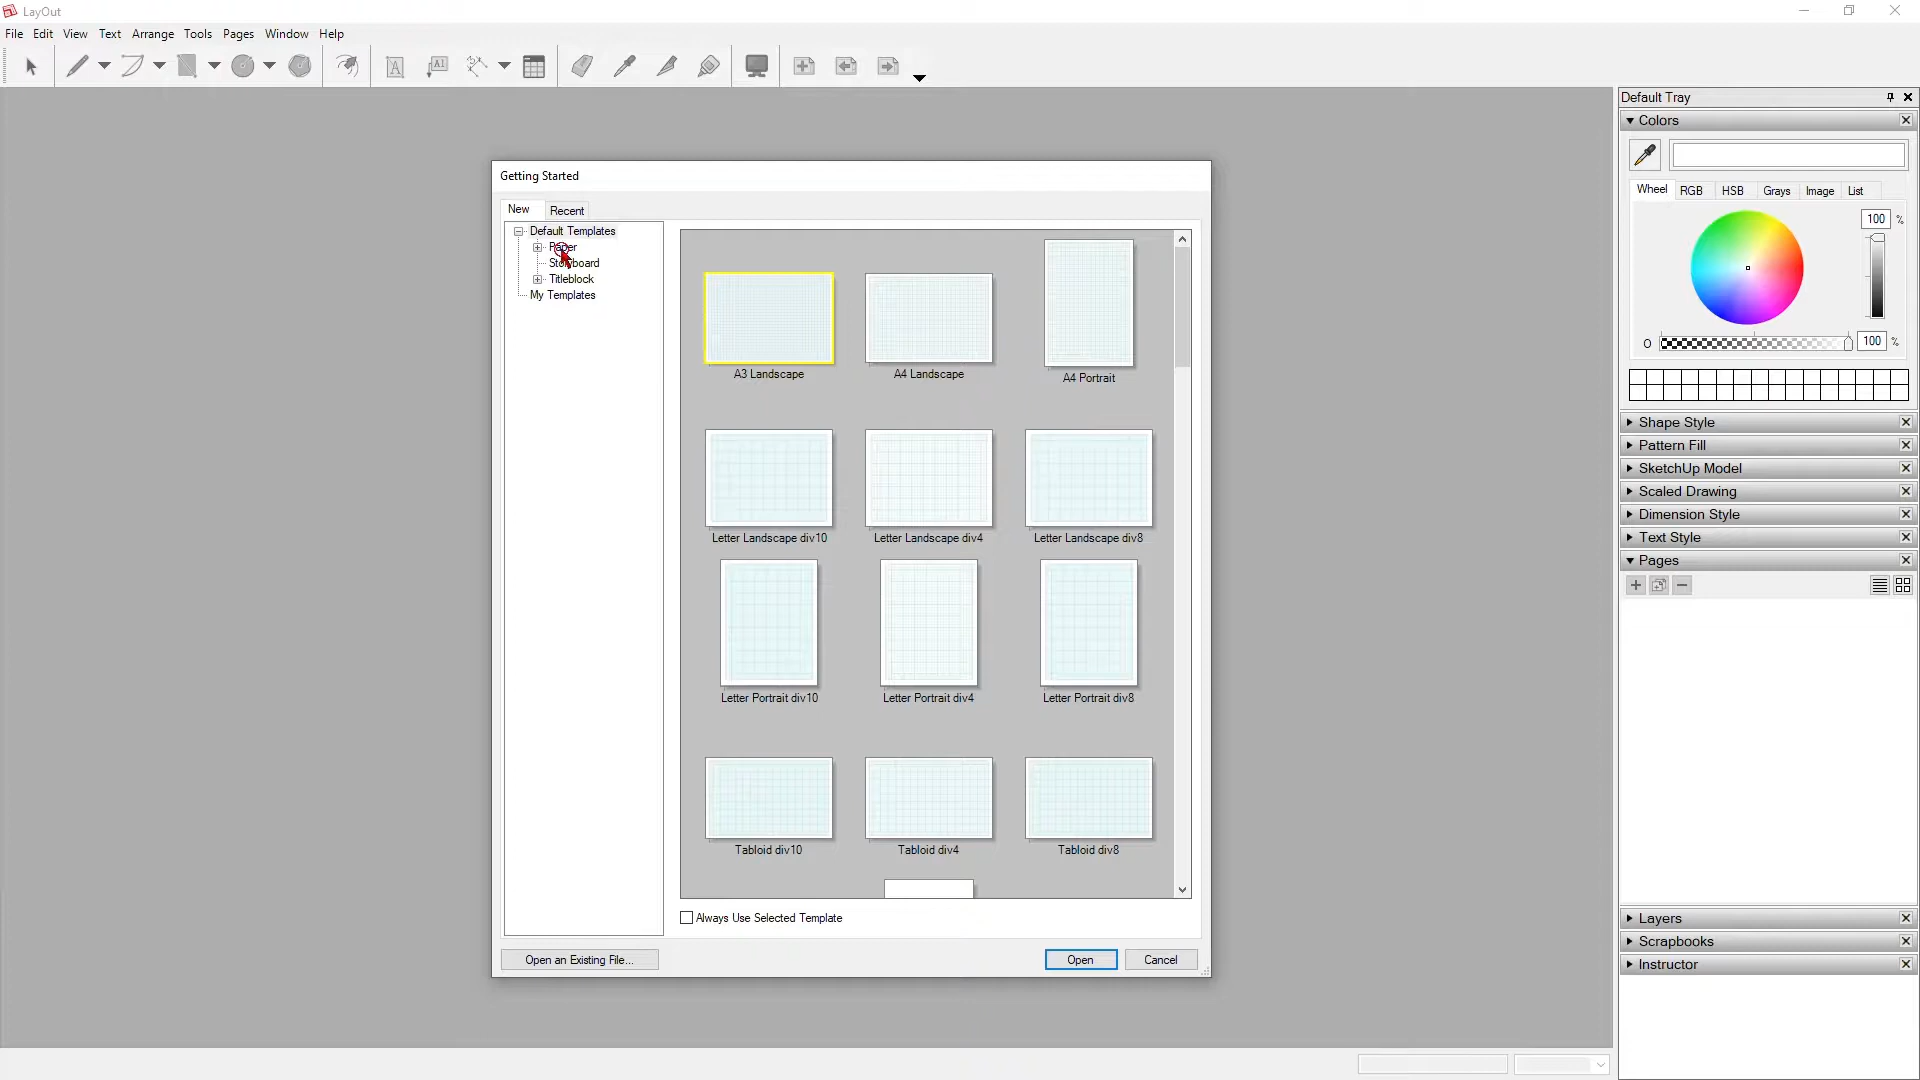 LayOut
File Edit View Text Arrange Tools Pages Window Help
Default Tray
Colors
Wheel RGB HSB Grays Image List
100 %
O 100 %
Shape Style
Pattern Fill
SketchUp Model
Scaled Drawing
Dimension Style
Text Style
Pages
Layers
Scrapbooks
Instructor
Getting Started
New Recent
Default Templates
Paper
Storyboard
Titleblock
My Templates
A3 Landscape A4 Landscape A4 Portrait
Letter Landscape div10 Letter Landscape div4 Letter Landscape div8
Letter Portrait div10 Letter Portrait div4 Letter Portrait div8
Tabloid div10 Tabloid div4 Tabloid div8
Always Use Selected Template
Open an Existing File... Open Cancel